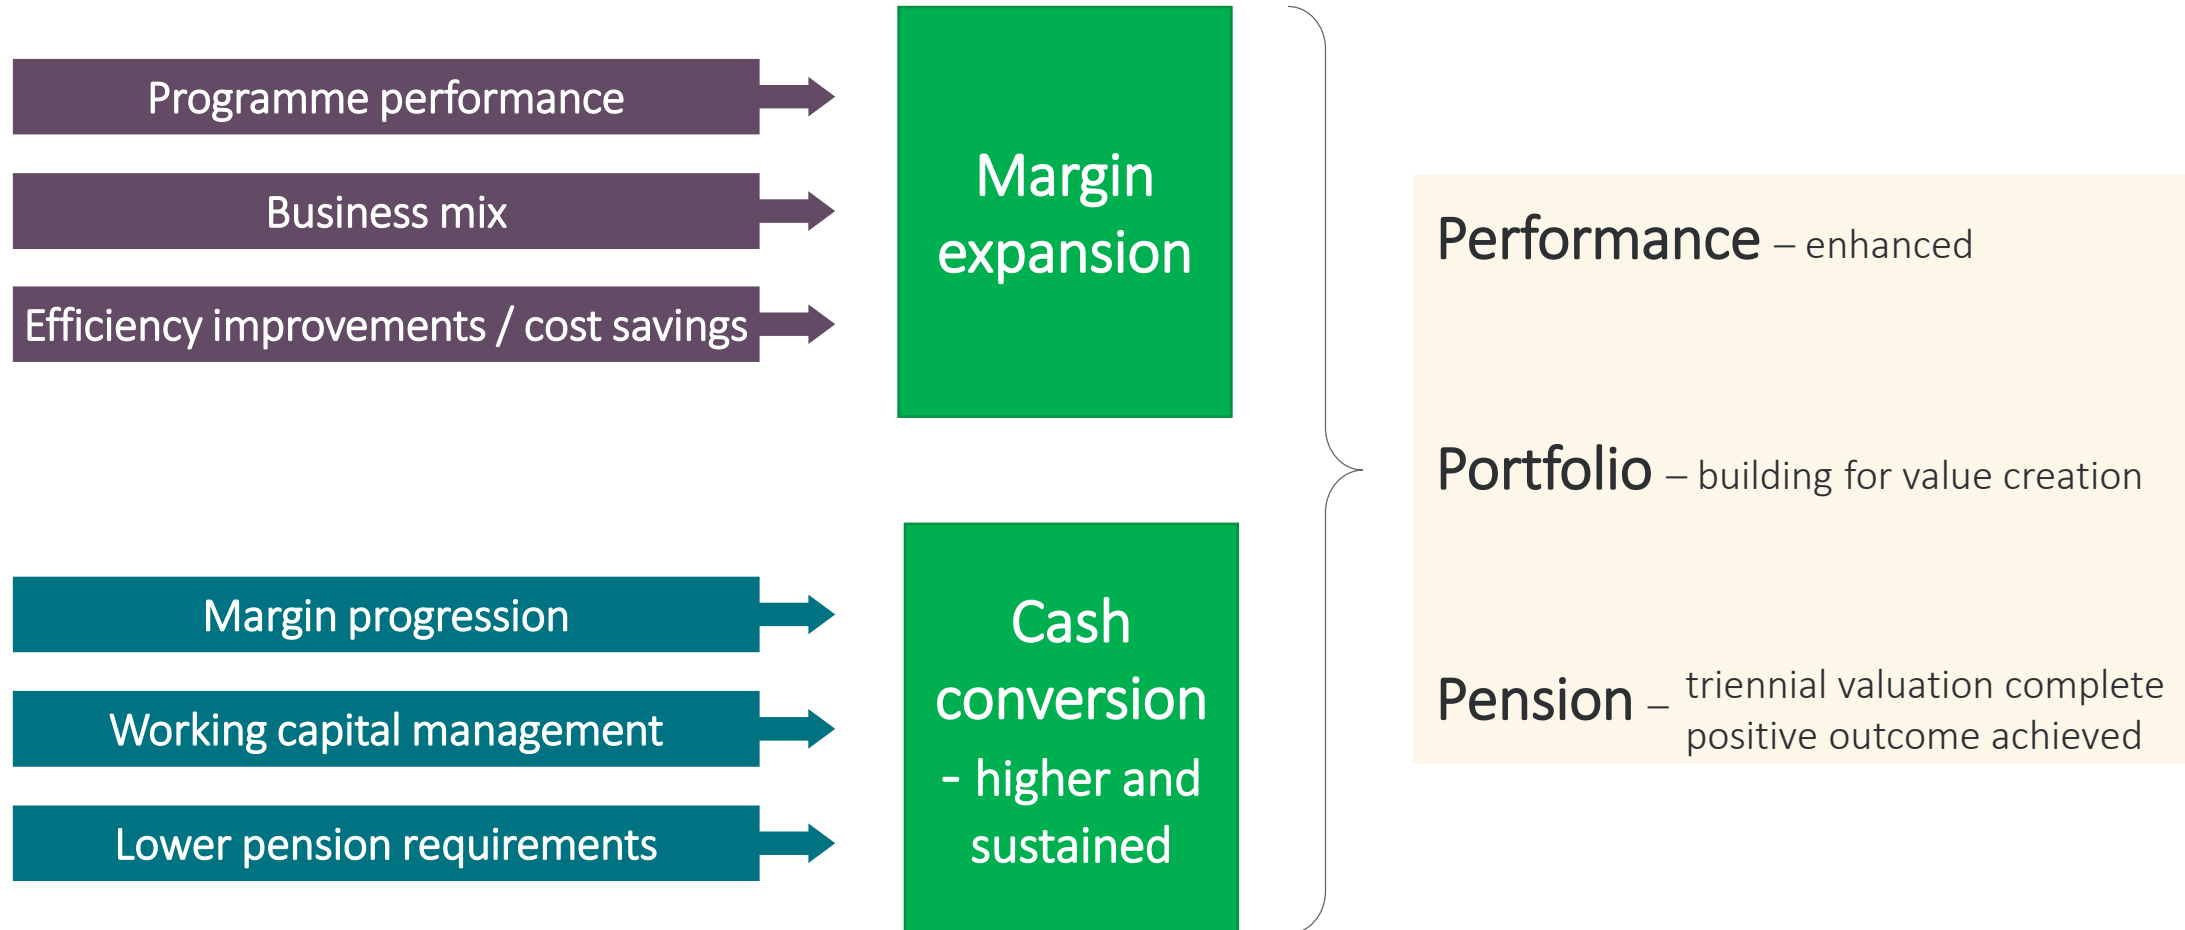 Programme performance
Business mix
Efficiency improvements / cost savings
Margin
expansion
Margin progression
Working capital management
Lower pension requirements
Cash
conversion
- higher and
sustained
Performance – enhanced
Portfolio – building for value creation
Pension – triennial valuation complete
positive outcome achieved